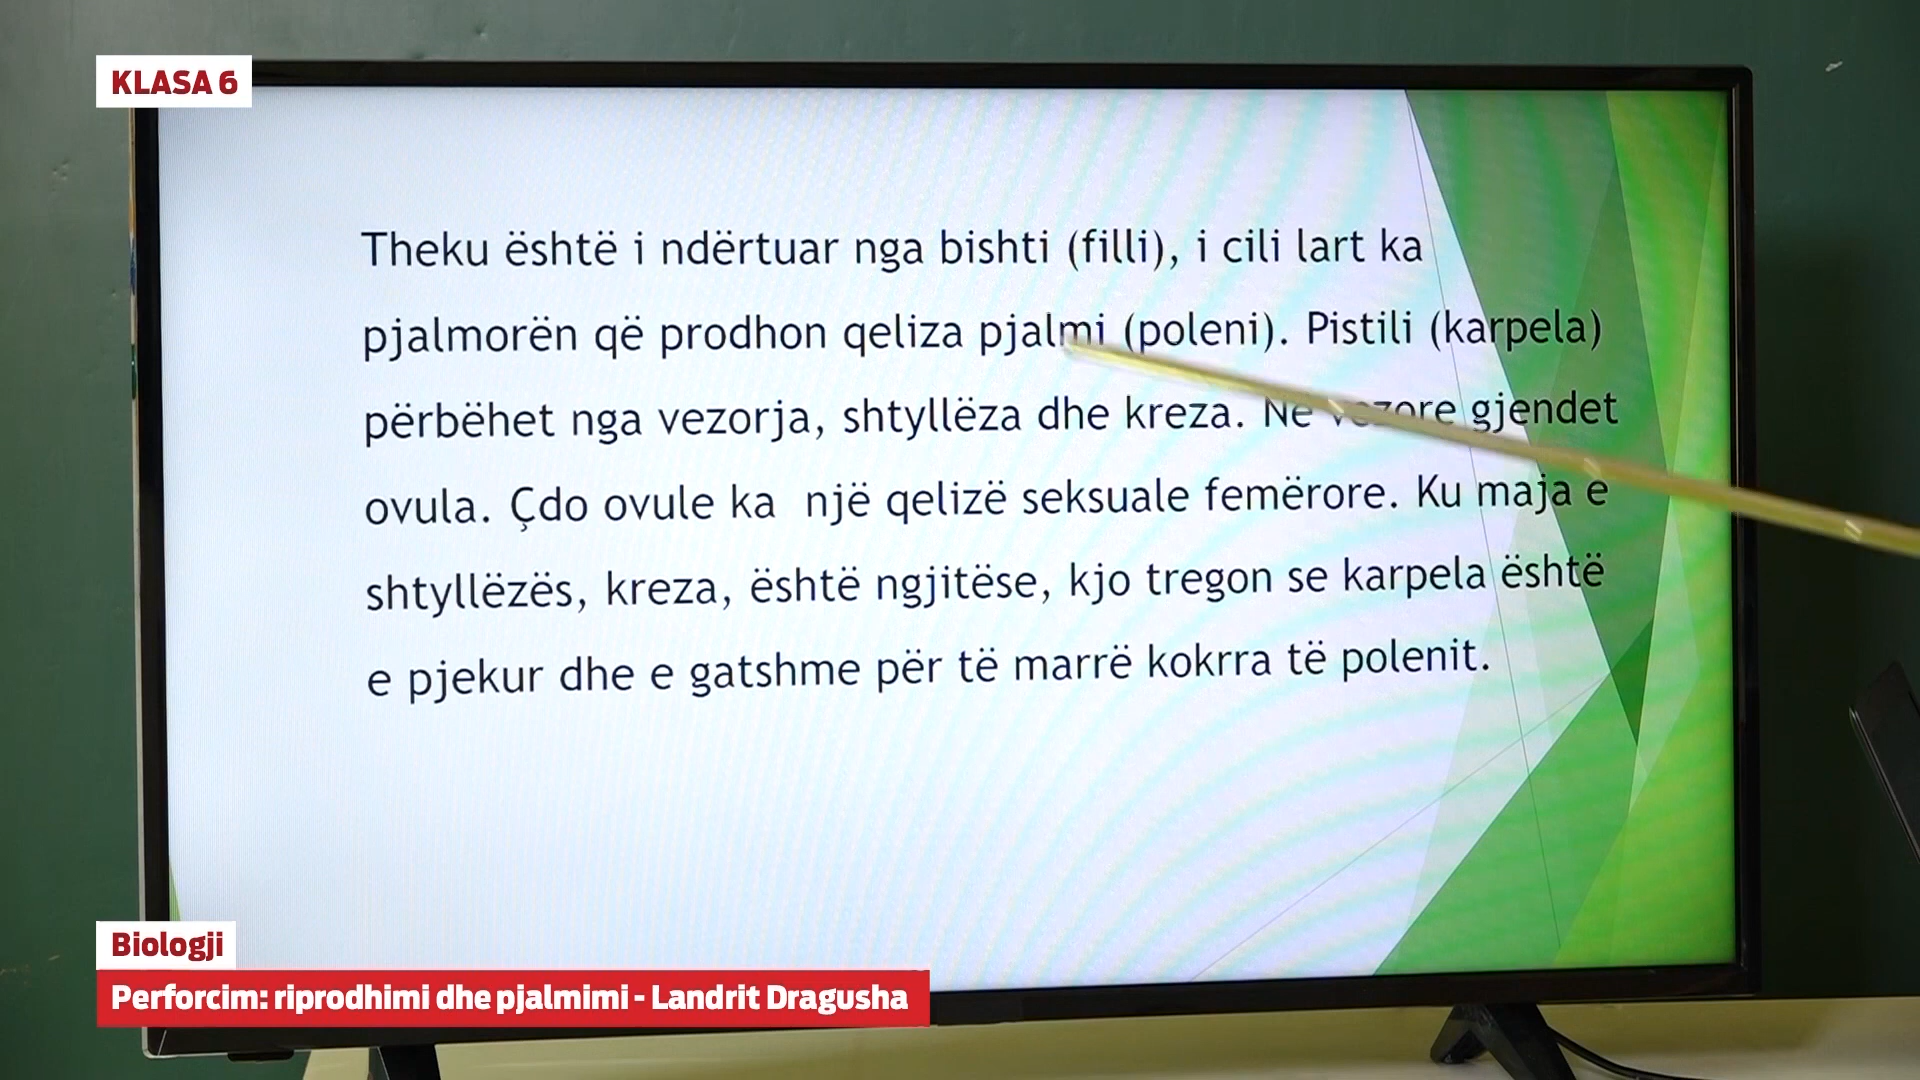 KLASA 6
Theku është i ndërtuar nga bishti (filli), i cili lart ka
pjalmorën që prodhon qeliza pjalmi (poleni). Pistili (karpela)
përbëhet nga vezorja, shtyllëza dhe kreza. Në vezore gjendet
ovula. Çdo ovule ka një qelizë seksuale femërore. Ku maja e
shtyllëzës, kreza, është ngjitëse, kjo tregon se karpela është
e pjekur dhe e gatshme për të marrë kokrra të polenit.
Biologji
Perforcim: riprodhimi dhe pjalmimi - Landrit Dragusha